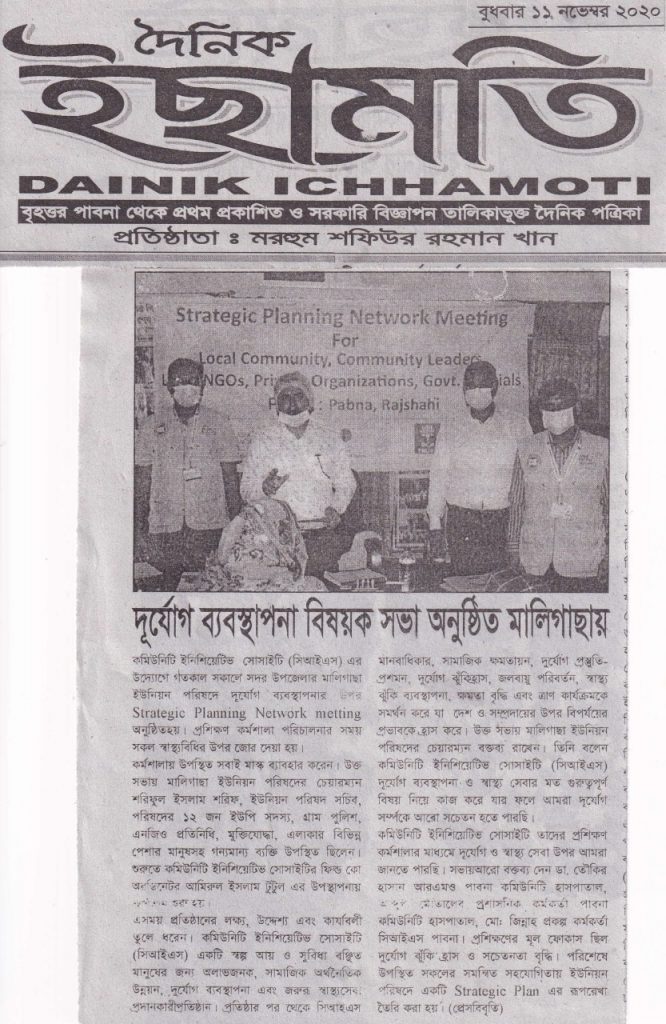 বুধবার ১১ নভেম্বর ২০২০
দৈনিক
ইছামতি
DAINIK ICHHAMOTI
বৃহত্তর পাবনা থেকে প্রথম প্রকাশিত ও সরকারি বিজ্ঞাপন তালিকাভূক্ত দৈনিক পত্রিকা
প্রতিষ্ঠাতা ঃ মরহুম শফিউর রহমান খান
Strategic Planning Network Meeting
For
Local Community, Community Leaders
NGOs, Organizations, Govt.
: Pabna, Rajshahi
দূর্যোগ ব্যবস্থাপনা বিষয়ক সভা অনুষ্ঠিত মালিগাছায়
কমিউনিটি ইনিশিয়েটিভ সোসাইটি (সিআইএস) এর
উদ্যোগে গতকাল সকালে সদর উপজেলার মালিগাছা
ইউনিয়ন পরিষদে দূর্যোগ ব্যবস্থাপনার উপর
Strategic Planning Network metting
অনুষ্ঠিতহয়। প্রশিক্ষণ কর্মশালা পরিচালনার সময়
সকল স্বাস্থ্যবিধির উপর জোর দেয়া হয়।
কর্মশালায় উপস্থিত সবাই মাস্ক ব্যাবহার করেন। উক্ত
সভায় মালিগাছা ইউনিয়ন পরিষদের চেয়ারম্যান
শরিফুল ইসলাম শরিফ, ইউনিয়ন পরিষদ সচিব,
পরিষদের ১২ জন ইউপি সদস্য, গ্রাম পুলিশ,
এনজিও প্রতিনিধি, মুক্তিযোদ্ধা, এলাকার বিভিন্ন
পেশার মানুষসহ গন্যমান্য ব্যক্তি উপস্থিত ছিলেন।
শুরুতে কমিউনিটি ইনিশিয়েটিভ সোসাইটির ফিল্ড কো
অর্ডিনেটর আমিরুল ইসলাম টুটুল এর উপস্থাপনায়
শুরু হয়।
এসময় প্রতিষ্ঠানের লক্ষ্য, উদ্দেশ্য এবং কার্যাবলী
তুলে ধরেন। কমিউনিটি ইনিশিয়েটিভ সোসাইটি
(সিআইএস) একটি স্বল্প আয় ও সুবিধা বঞ্চিত
মানুষের জন্য অলাভজনক, সামাজিক অর্থনৈতিক
উন্নয়ন, দূর্যোগ ব্যবস্থাপনা এবং জরুরু স্বাস্থ্যসেবা
প্রদানকারীপ্রতিষ্ঠান। প্রতিষ্ঠার পর থেকে সিআইএস
মানবাধিকার, সামাজিক ক্ষমতায়ন, দূর্যোগ প্রস্তুতি-
প্রশমন, দূর্যোগ ঝুঁকিহ্রাস, জলবায়ু পরিবর্তন, স্বাস্থ্য
ঝুঁকি ব্যবস্থাপনা, ক্ষমতা বৃদ্ধি এবং ত্রাণ কার্যক্রমকে
সমর্থন করে যা দেশ ও সম্প্রদায়ের উপর বিপর্যয়ের
প্রভাবকে হ্রাস করে। উক্ত সভায় মালিগাছা ইউনিয়ন
পরিষদের চেয়ারম্যান বক্তব্য রাখেন। তিনি বলেন
কমিউনিটি ইনিশিয়েটিভ সোসাইটি (সিআইএস)
দূর্যোগ ব্যবস্থাপনা ও স্বাস্থ্য সেবার মত গুরুত্বপূর্ণ
বিষয় নিয়ে কাজ করে যার ফলে আমরা দূর্যোগ
সর্ম্পকে আরো সচেতন হতে পারছি।
কমিউনিটি ইনিশিয়েটিভ সোসাইটি তাদের প্রশিক্ষণ
কর্মশালার মাধ্যমে দূর্যোগ ও স্বাস্থ্য সেবা উপর আমরা
জানতে পারছি। সভায়আরো বক্তব্য দেন ডা. তৌকির
হাসান আরএমও পাবনা কমিউনিটি হাসপাতাল,
প্রশাসনিক কর্মকর্তা পাবনা
কমিউনিটি হাসপাতাল, মো: জিন্নাহ প্রকল্প কর্মকর্তা
সিআইএস পাবনা। প্রশিক্ষণের মূল ফোকাস ছিল
দূর্যোগ ঝুঁকি হ্রাস ও সচেতনতা বৃদ্ধি। পরিশেষে
উপস্থিত সকলের সমন্বিত সহযোগিতায় ইউনিয়ন
পরিষদে একটি Strategic Plan এর রূপরেখা
তৈরি করা হয়। (প্রেসবিবৃতি)